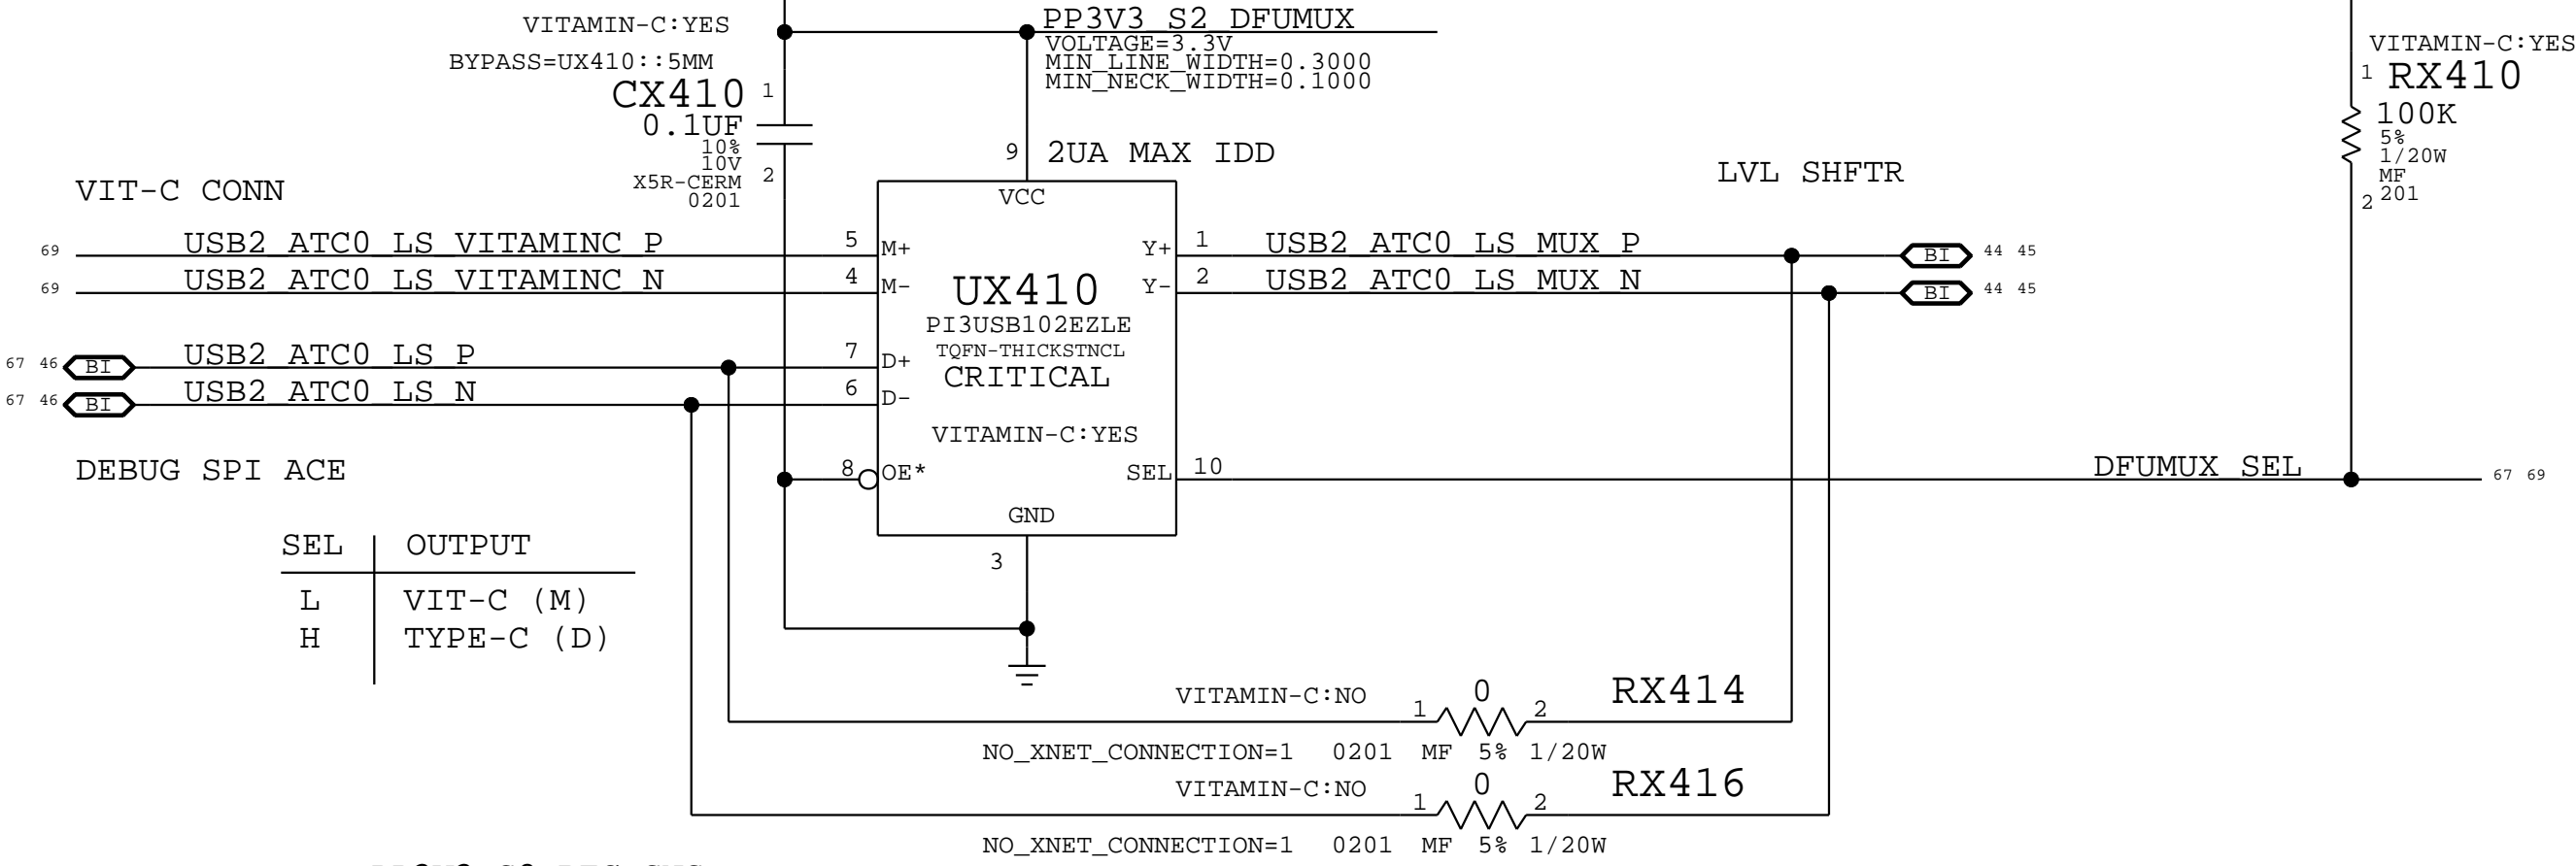 VITAMIN-C:YES
BYPASS=UX410::5MM
CX410 1
0.1UF
10%
10V
X5R-CERM 2
0201
PP3V3_S2_DFUMUX
VOLTAGE=3.3V
MIN_LINE_WIDTH=0.3000
MIN_NECK_WIDTH=0.1000
9 2UA MAX IDD
LVL SHFTR
VITAMIN-C:YES
1 RX410
100K
5%
1/20W
MF
2 201
VIT-C CONN
69 USB2_ATC0_LS_VITAMINC_P 5
69 USB2_ATC0_LS_VITAMINC_N 4
67 46 BI USB2_ATC0_LS_P 7
67 46 BI USB2_ATC0_LS_N 6
DEBUG SPI ACE
8
VCC
M+ Y+
M- UX410 Y-
PI3USB102EZLE
TQFN-THICKSTNCL
D+ CRITICAL
D-
VITAMIN-C:YES
OE* SEL
GND
3
1 USB2_ATC0_LS_MUX_P BI 44 45
2 USB2_ATC0_LS_MUX_N BI 44 45
10 DFUMUX_SEL 67 69
SEL OUTPUT
L VIT-C (M)
H TYPE-C (D)
VITAMIN-C:NO 1 0 2 RX414
NO_XNET_CONNECTION=1 0201 MF 5% 1/20W
VITAMIN-C:NO 1 0 2 RX416
NO_XNET_CONNECTION=1 0201 MF 5% 1/20W